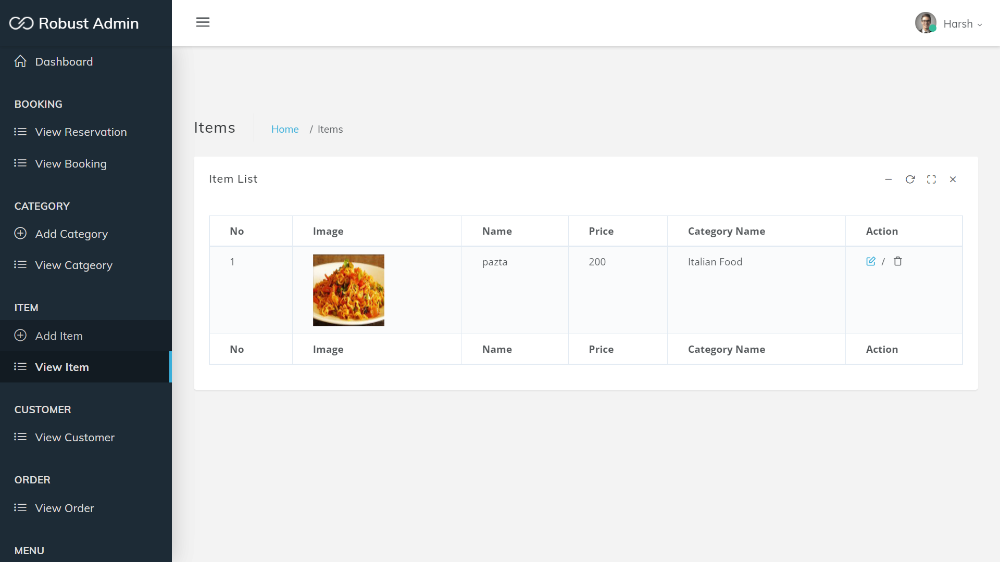 Robust Admin
Harsh
Dashboard
BOOKING
View Reservation
View Booking
CATEGORY
Add Category
View Catgeory
ITEM
Add Item
View Item
CUSTOMER
View Customer
ORDER
View Order
MENU
Items
Home / Items
Item List
No Image Name Price Category Name Action
1 pazta 200 Italian Food /
No Image Name Price Category Name Action